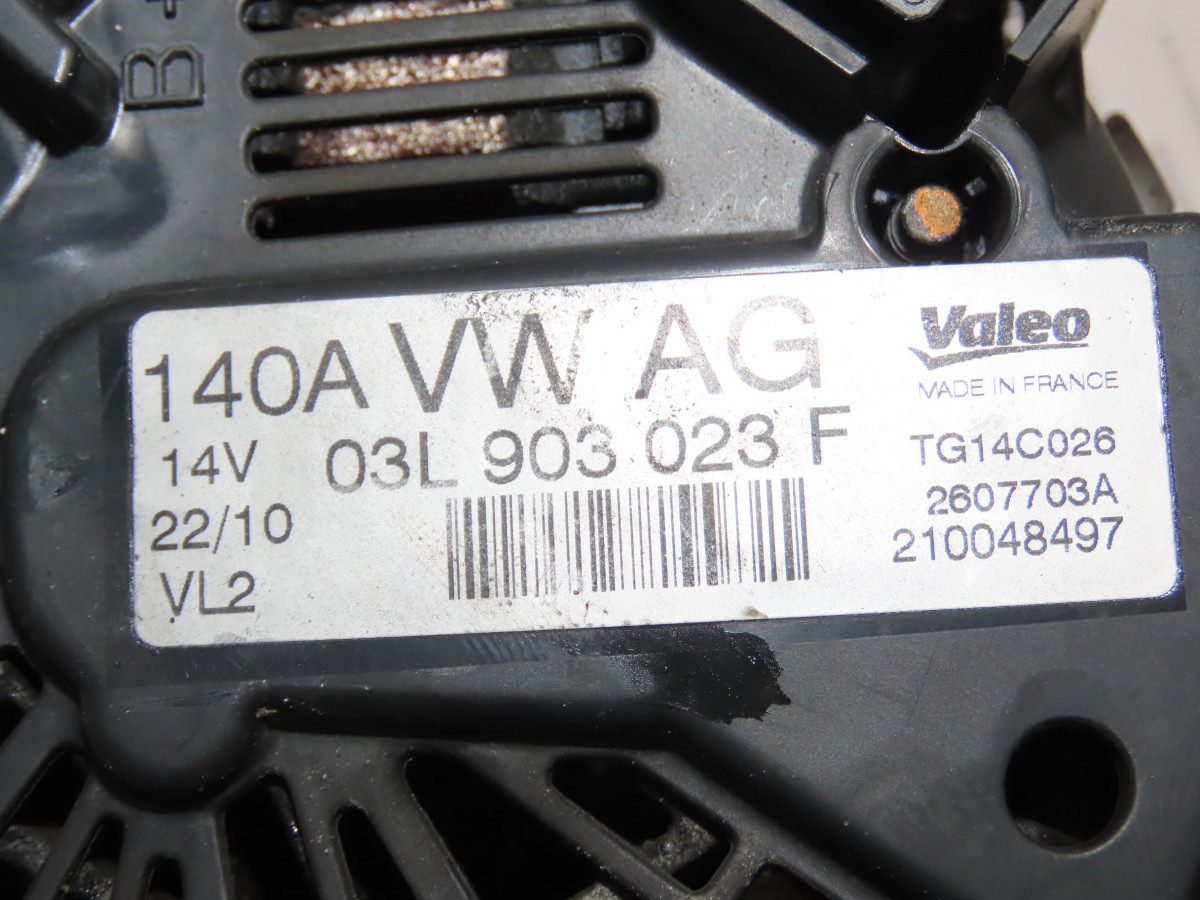 B+
140A VW AG
14V 03L 903 023 F
22/10
VL2
Valeo
MADE IN FRANCE
TG14C026
2607703A
210048497